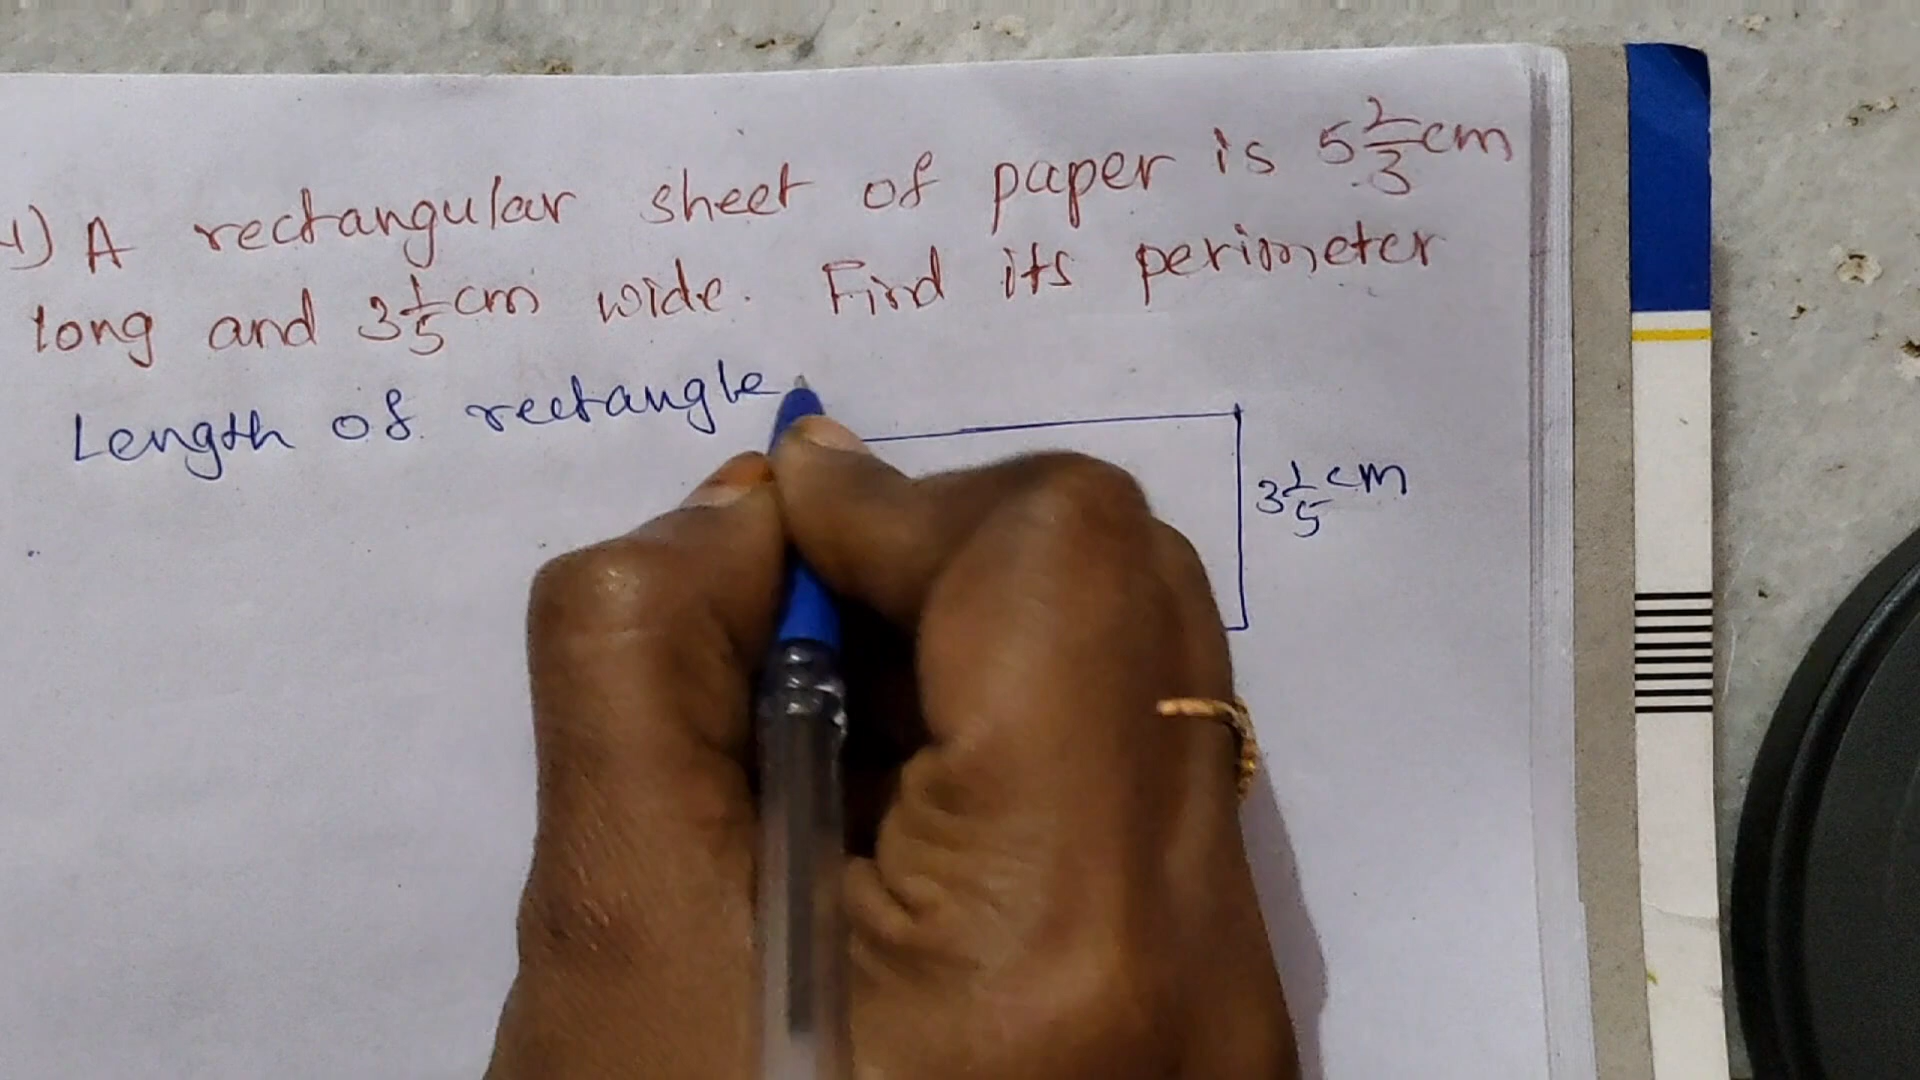 1) A rectangular sheet of paper is 5 2/3 cm
long and 3 1/5 cm wide. Find its perimeter
Length of rectangle
3 1/5 cm